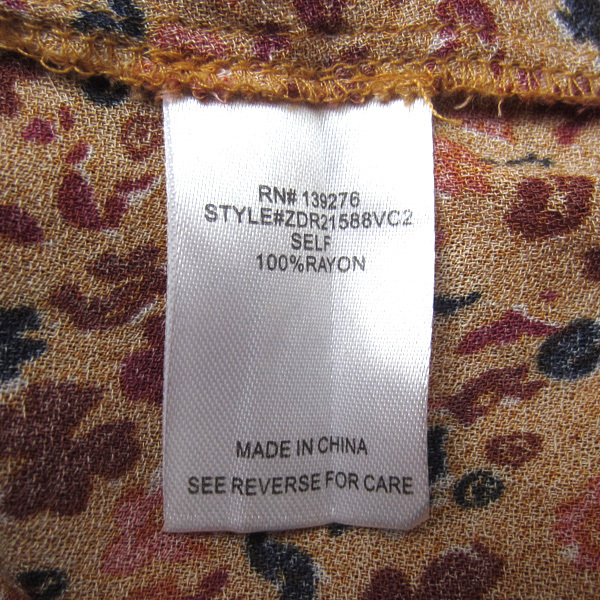 RN# 139276
STYLE#ZDR21588VC2
SELF
100%RAYON
MADE IN CHINA
SEE REVERSE FOR CARE